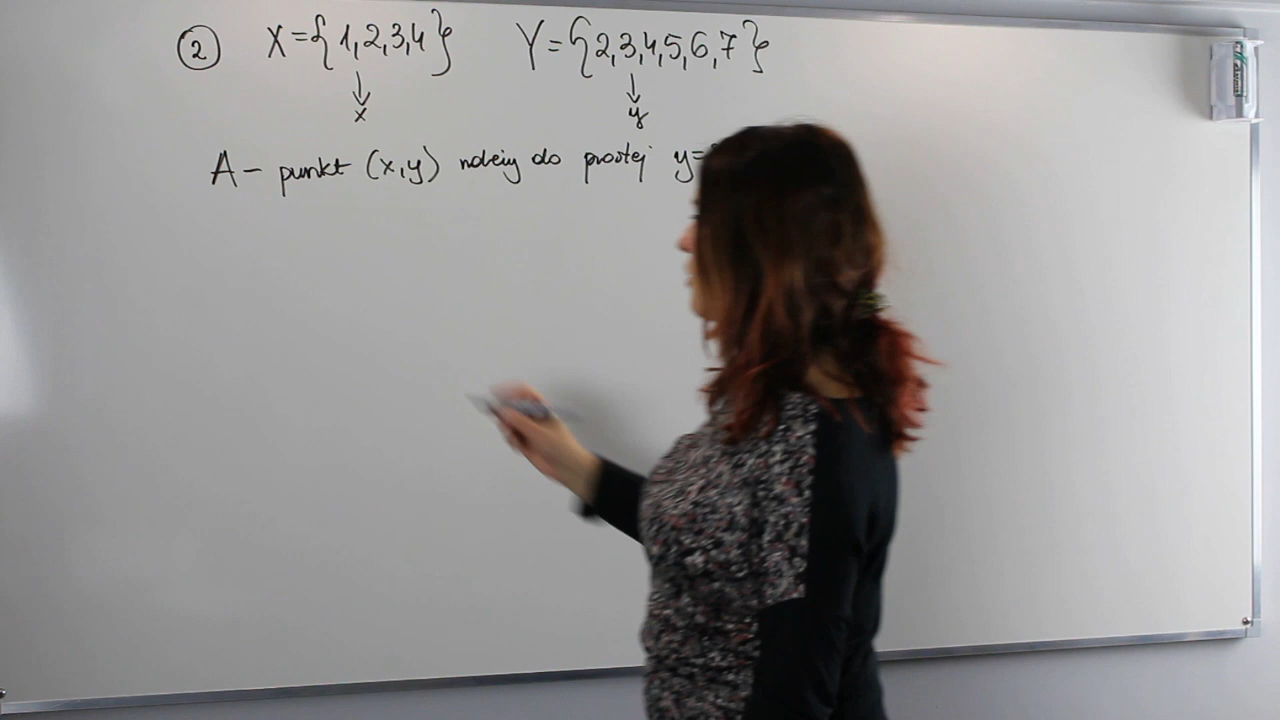 ② X={1,2,3,4} Y={2,3,4,5,6,7}
x y
A – punkt (x,y) należy do prostej y=